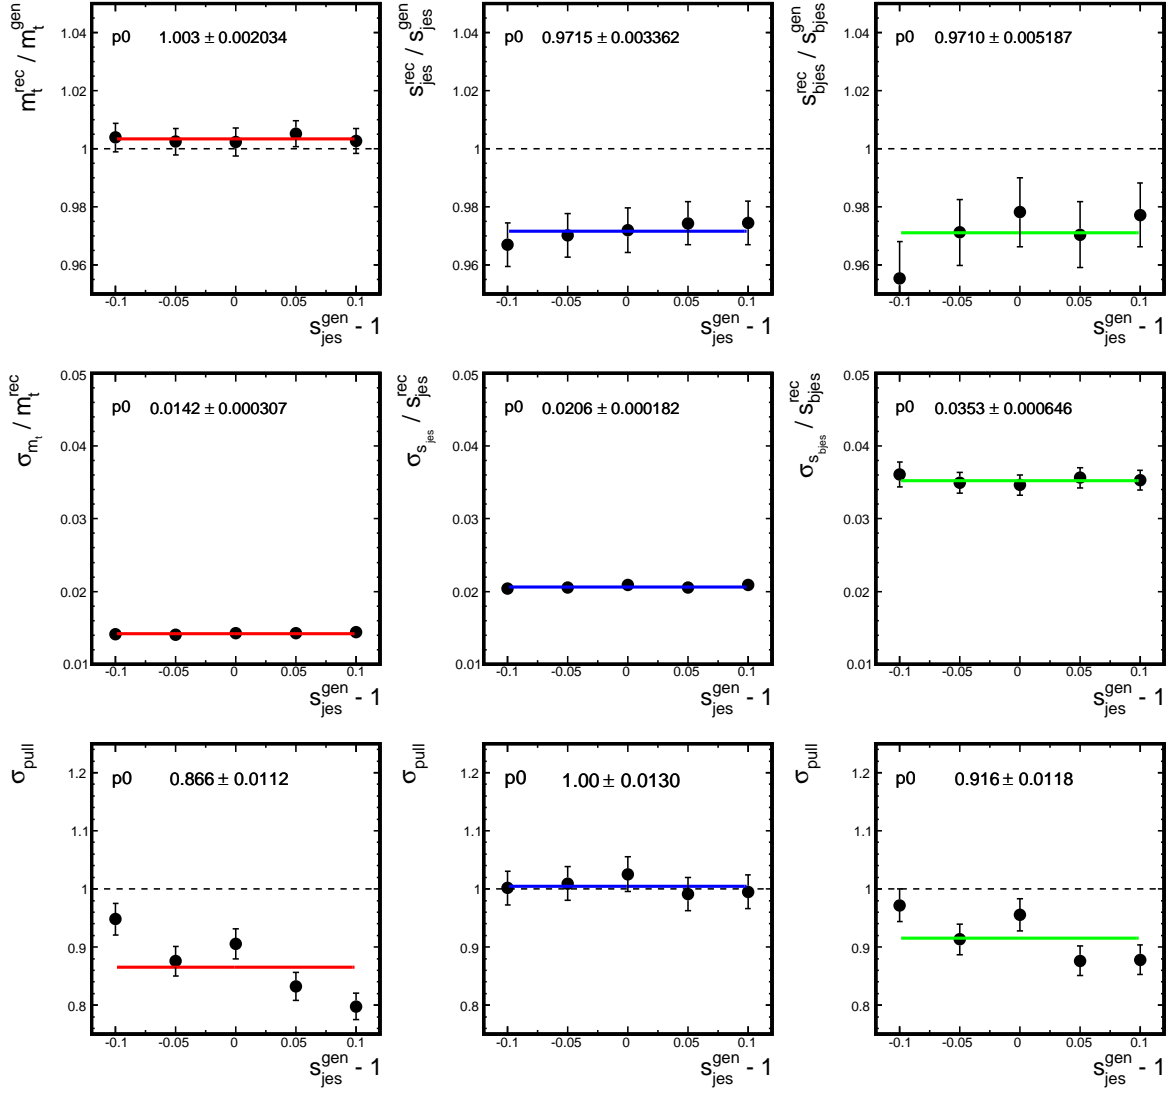 m_t^rec / m_t^gen
p0 1.003 ± 0.002034
1.04
1.02
1
0.98
0.96
-0.1 -0.05 0 0.05 0.1
s_jes^gen - 1
s_jes^rec / s_jes^gen
p0 0.9715 ± 0.003362
1.04
1.02
1
0.98
0.96
-0.1 -0.05 0 0.05 0.1
s_jes^gen - 1
s_bjes^rec / s_bjes^gen
p0 0.9710 ± 0.005187
1.04
1.02
1
0.98
0.96
-0.1 -0.05 0 0.05 0.1
s_jes^gen - 1
σ_m_t / m_t^rec
p0 0.0142 ± 0.000307
0.05
0.04
0.03
0.02
0.01
-0.1 -0.05 0 0.05 0.1
s_jes^gen - 1
σ_s_jes / s_jes^rec
p0 0.0206 ± 0.000182
0.05
0.04
0.03
0.02
0.01
-0.1 -0.05 0 0.05 0.1
s_jes^gen - 1
σ_s_bjes / s_bjes^rec
p0 0.0353 ± 0.000646
0.05
0.04
0.03
0.02
0.01
-0.1 -0.05 0 0.05 0.1
s_jes^gen - 1
σ_pull
p0 0.866 ± 0.0112
1.2
1.1
1
0.9
0.8
-0.1 -0.05 0 0.05 0.1
s_jes^gen - 1
σ_pull
p0 1.00 ± 0.0130
1.2
1.1
1
0.9
0.8
-0.1 -0.05 0 0.05 0.1
s_jes^gen - 1
σ_pull
p0 0.916 ± 0.0118
1.2
1.1
1
0.9
0.8
-0.1 -0.05 0 0.05 0.1
s_jes^gen - 1